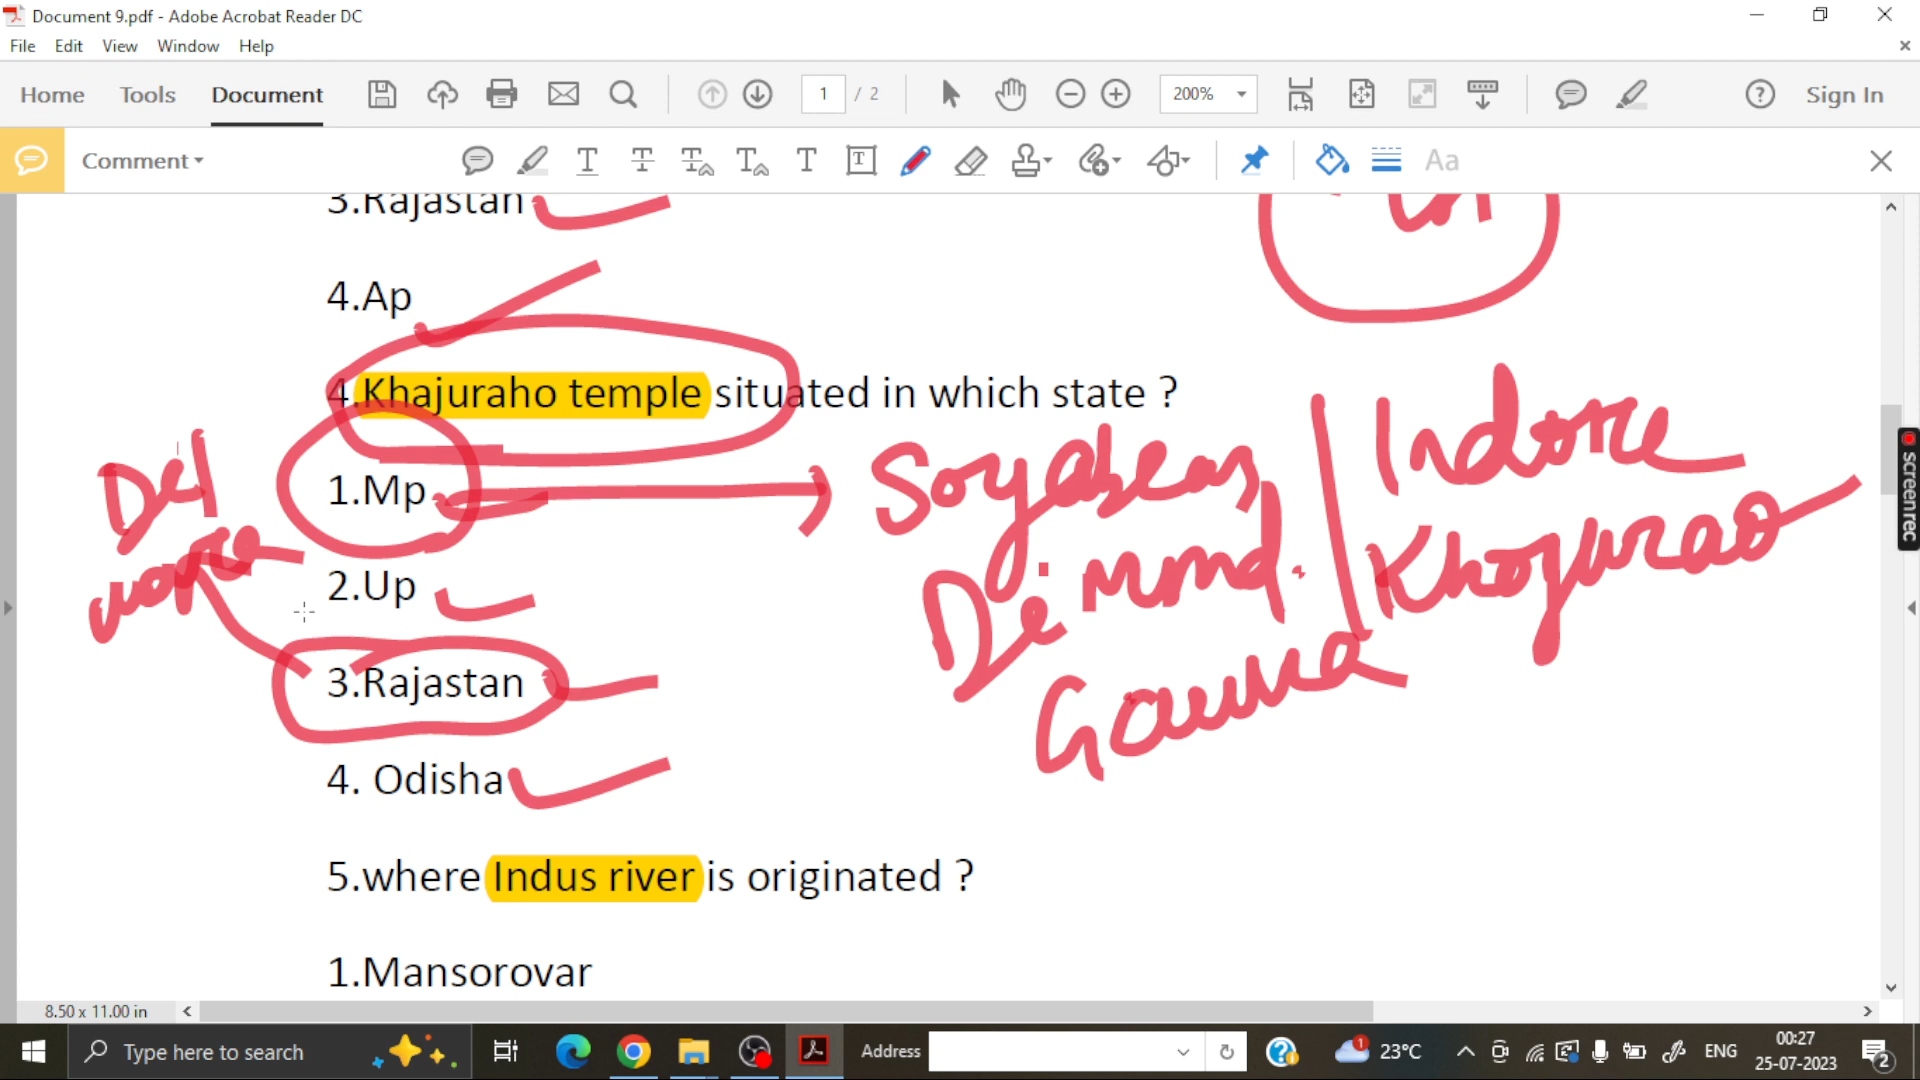 Document 9.pdf - Adobe Acrobat Reader DC
File Edit View Window Help
Home Tools Document 1 / 2 200% Sign In
Comment Aa
3.Rajastan
4.Ap
4.Khajuraho temple situated in which state ?
1.Mp
2.Up
3.Rajastan
4. Odisha
Indore
5.where Indus river is originated ?
1.Mansorovar
8.50 x 11.00 in
screenrec
Type here to search Address 23°C ENG 00:27
25-07-2023 2